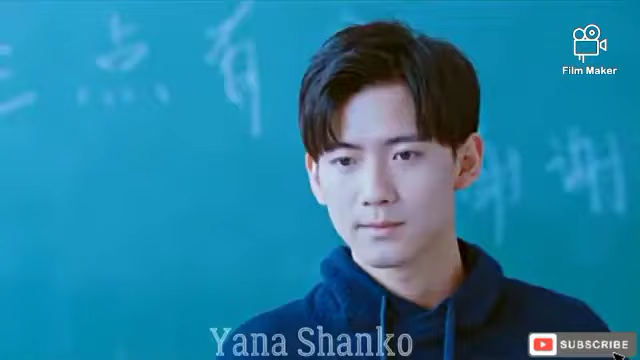 三点有
谢谢
Film Maker
Yana Shanko
SUBSCRIBE